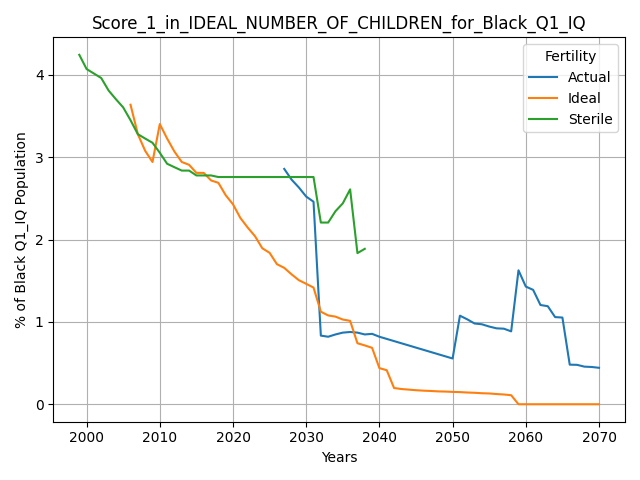 Score_1_in_IDEAL_NUMBER_OF_CHILDREN_for_Black_Q1_IQ
Fertility
Actual
Ideal
Sterile
% of Black Q1_IQ Population
4
3
2
1
0
2000 2010 2020 2030 2040 2050 2060 2070
Years